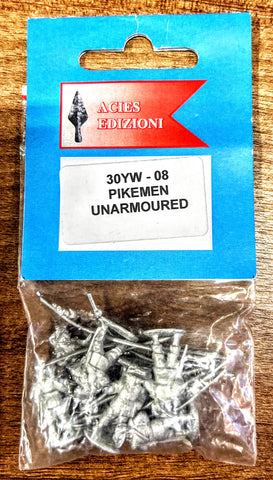 ACIES
EDIZIONI
30YW - 08
PIKEMEN
UNARMOURED